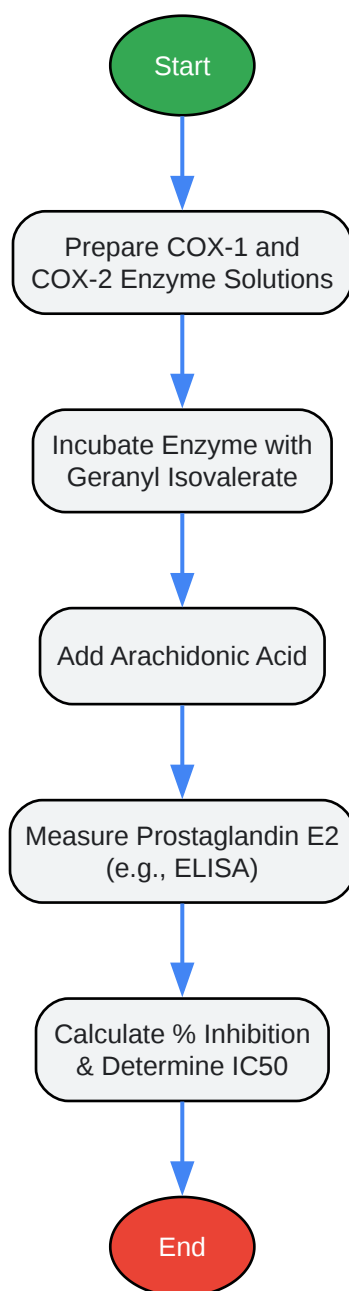 Start
Prepare COX-1 and
COX-2 Enzyme Solutions
Incubate Enzyme with
Geranyl Isovalerate
Add Arachidonic Acid
Measure Prostaglandin E2
(e.g., ELISA)
Calculate % Inhibition
& Determine IC50
End